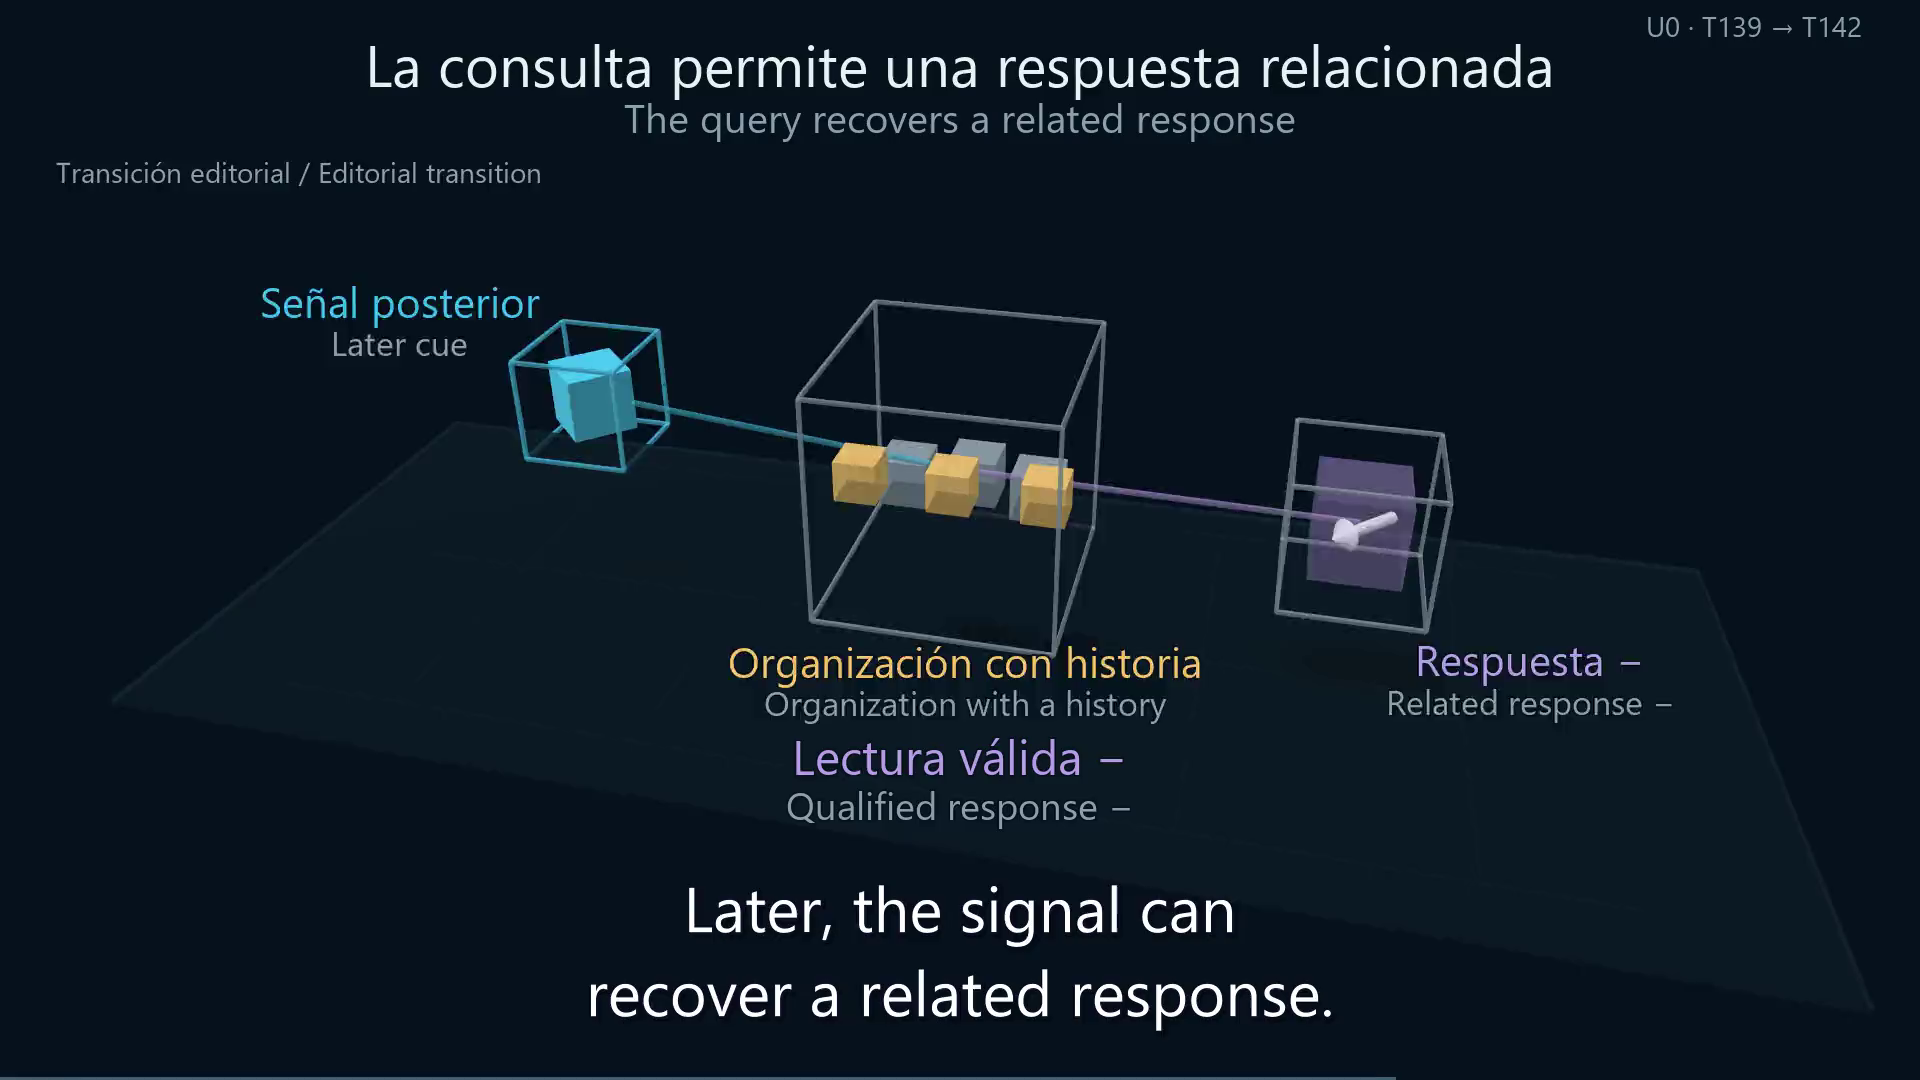 U0 · T139 → T142
La consulta permite una respuesta relacionada
The query recovers a related response
Transición editorial / Editorial transition
Señal posterior
Later cue
Organización con historia
Organization with a history
Respuesta −
Related response −
Lectura válida −
Qualified response −
Later, the signal can
recover a related response.